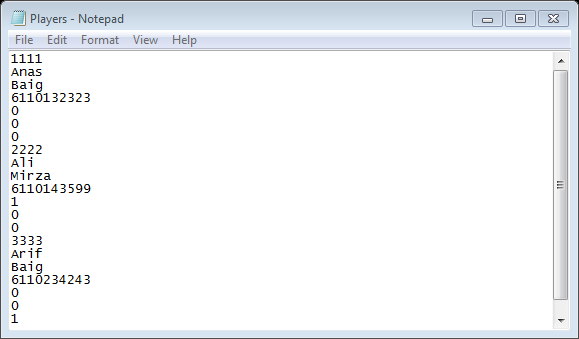 Players - Notepad
File Edit Format View Help
1111
Anas
Baig
6110132323
0
0
0
2222
Ali
Mirza
6110143599
1
0
0
3333
Arif
Baig
6110234243
0
0
1